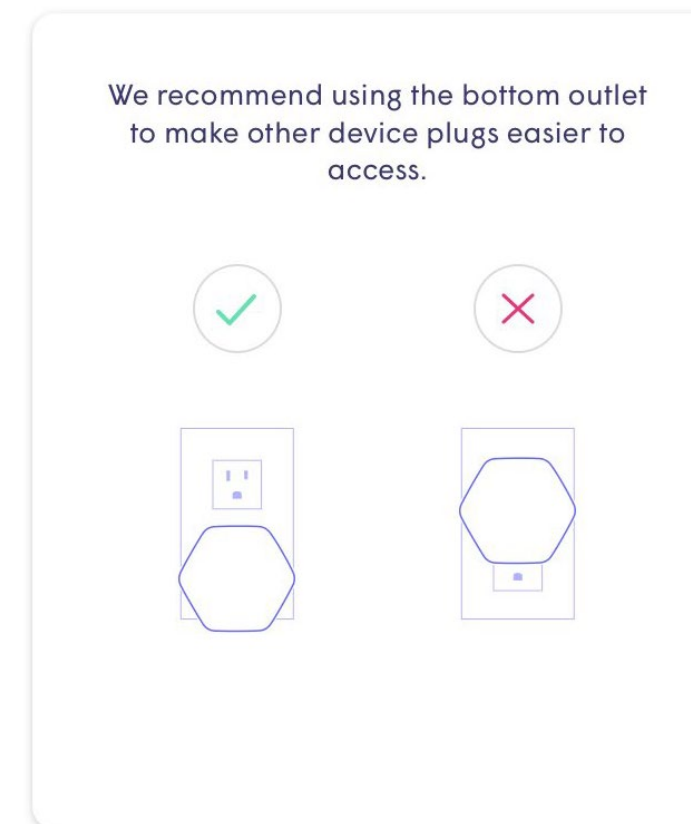 We recommend using the bottom outlet
to make other device plugs easier to
access.